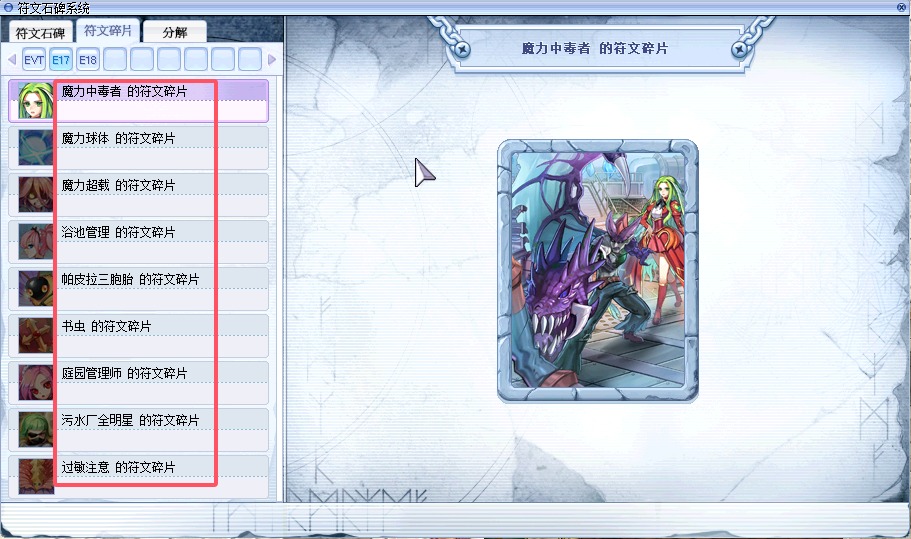 符文石碑系统
符文石碑 符文碎片 分解
EVT E17 E18
魔力中毒者 的符文碎片
魔力中毒者 的符文碎片
魔力球体 的符文碎片
魔力超载 的符文碎片
浴池管理 的符文碎片
帕皮拉三胞胎 的符文碎片
书虫 的符文碎片
庭园管理师 的符文碎片
污水厂全明星 的符文碎片
过敏注意 的符文碎片